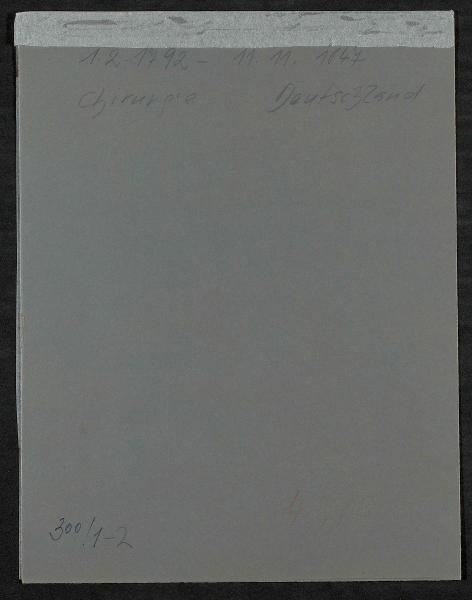 1.2.1792 - 11.11.1847
Chirurgie Deutschland
300/1-2